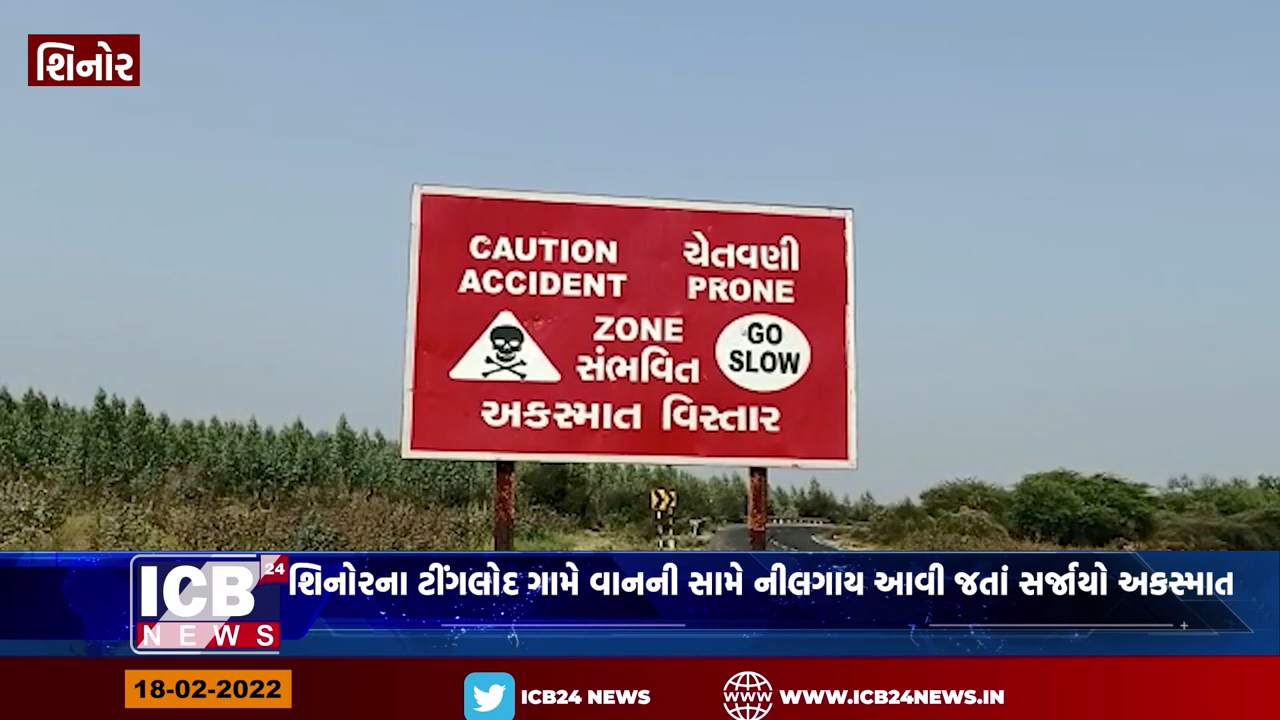 શિનોર
CAUTION ચેતવણી
ACCIDENT PRONE
ZONE
GO
SLOW
સંભવિત
અકસ્માત વિસ્તાર
ICB 24
NEWS
શિનોરના ટીંગલોદ ગામે વાનની સામે નીલગાય આવી જતાં સર્જાયો અકસ્માત
18-02-2022
ICB24 NEWS
WWW.ICB24NEWS.IN